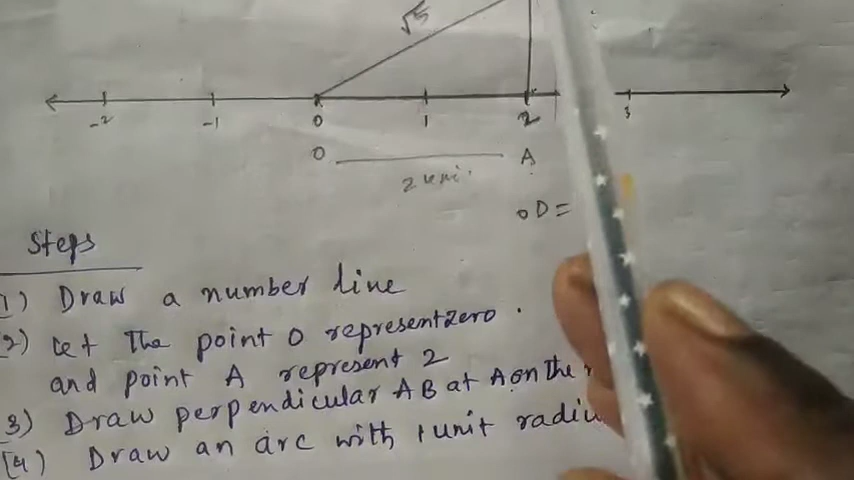 √5
-2 -1 0 1 2 3
O A
2 uni.
OD=
Steps
1) Draw a number line
2) Let The point O represent zero.
and point A represent 2
3) Draw perpendicular AB at A on the
(4) Draw an arc with 1 unit radiu